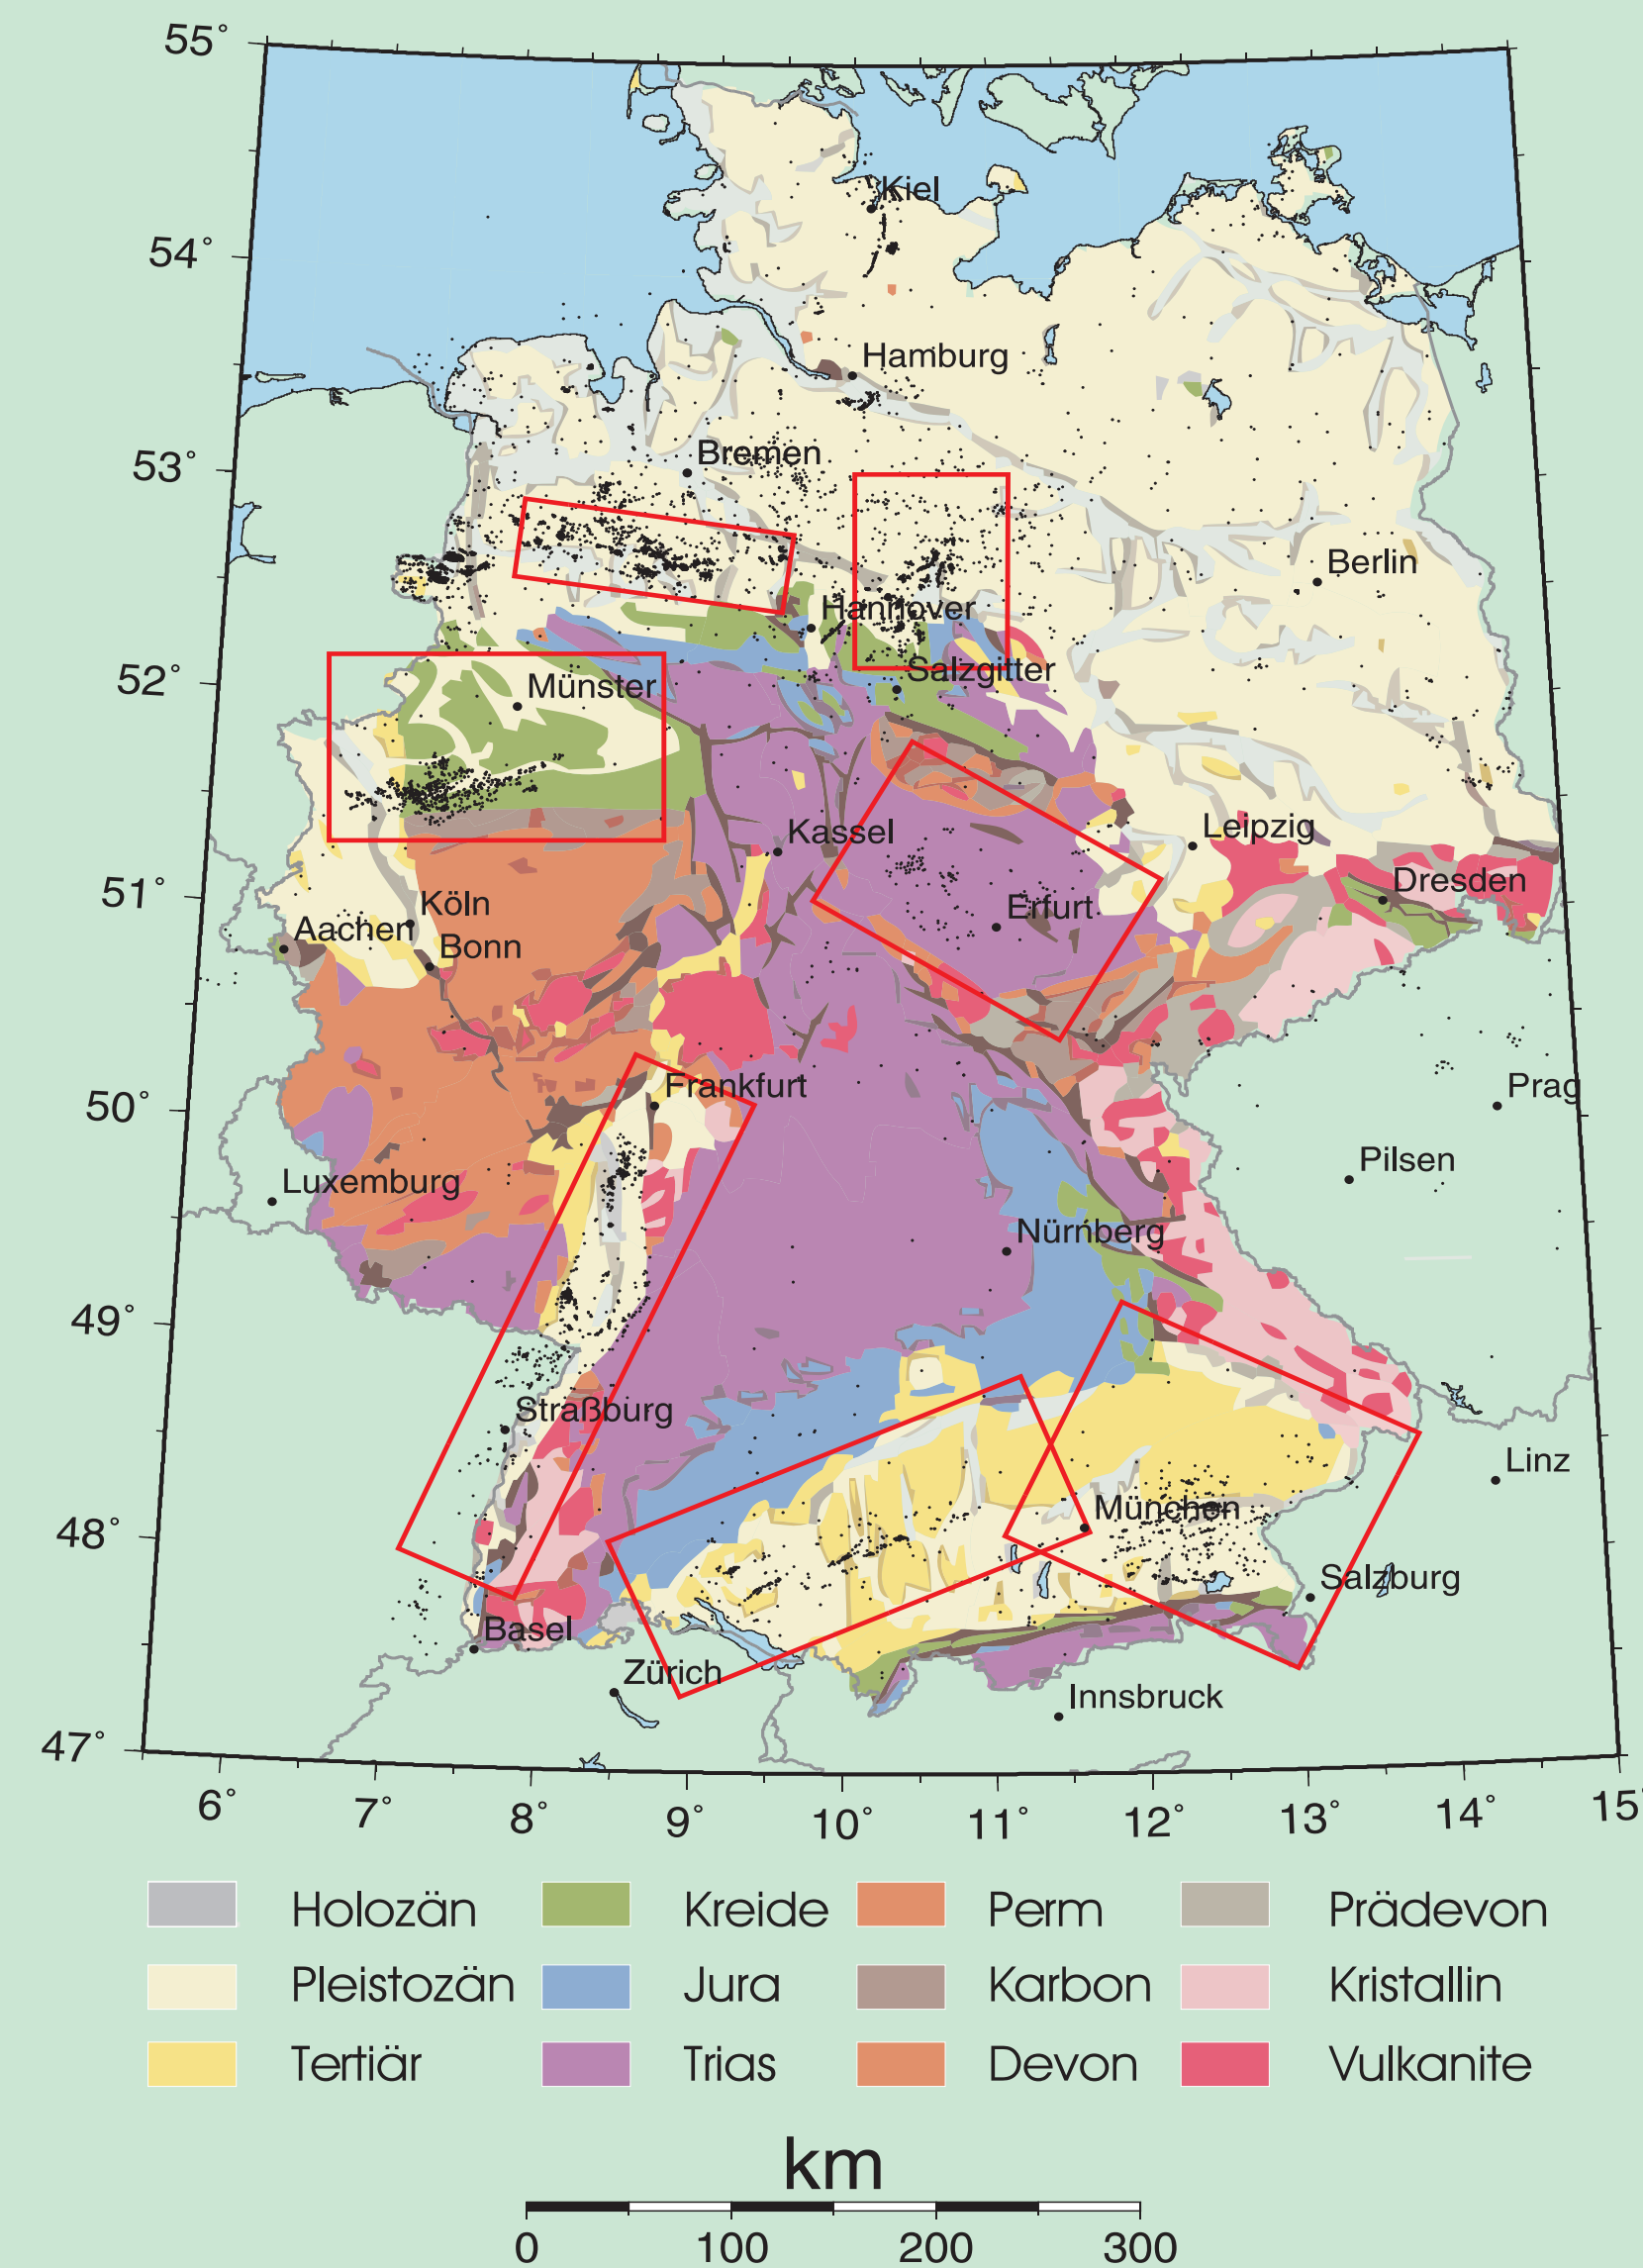 55°
Kiel
54°
Hamburg
53°
Bremen
Berlin
Hannover
52°
Salzgitter
Münster
Kassel
Leipzig
51°
Dresden
Köln
Erfurt
Aachen
Bonn
50°
Frankfurt
Prag
Pilsen
Luxemburg
Nürnberg
49°
Straßburg
Linz
48°
München
Salzburg
Basel
Zürich
Innsbruck
47°
6° 7° 8° 9° 10° 11° 12° 13° 14° 15°
Holozän Kreide Perm Prädevon
Pleistozän Jura Karbon Kristallin
Tertiär Trias Devon Vulkanite
km
0 100 200 300